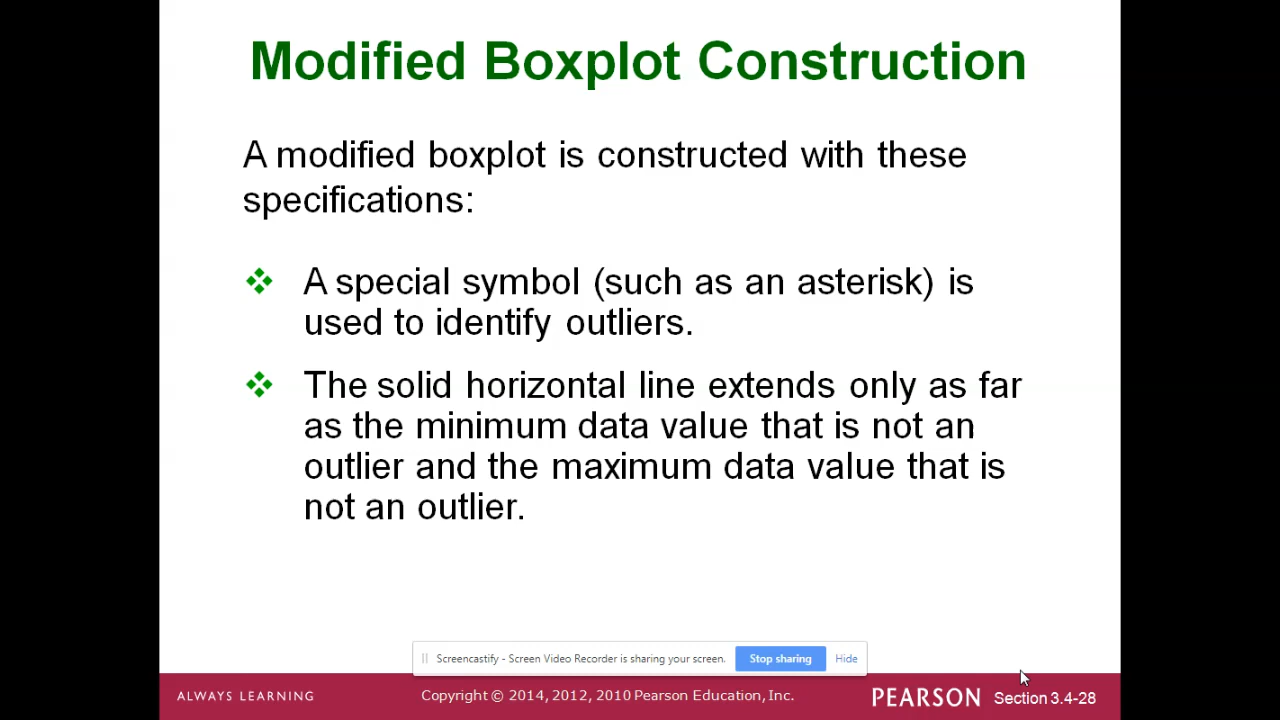 Modified Boxplot Construction
A modified boxplot is constructed with these
specifications:
A special symbol (such as an asterisk) is
used to identify outliers.
The solid horizontal line extends only as far
as the minimum data value that is not an
outlier and the maximum data value that is
not an outlier.
Screencastify - Screen Video Recorder is sharing your screen. Stop sharing Hide
ALWAYS LEARNING Copyright © 2014, 2012, 2010 Pearson Education, Inc. PEARSON Section 3.4-28